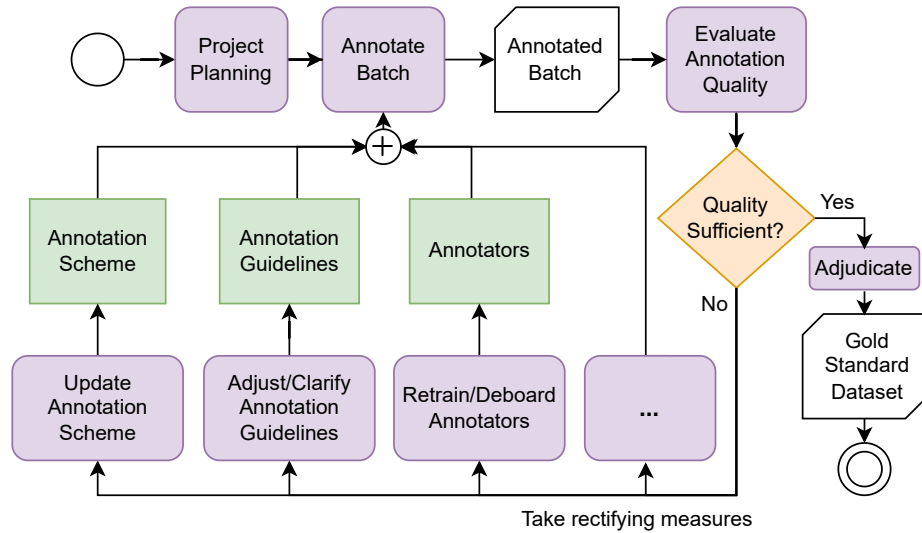 Project
Planning
Annotate
Batch
Annotated
Batch
Evaluate
Annotation
Quality
Quality
Sufficient?
Yes
No
Adjudicate
Gold
Standard
Dataset
Annotation
Scheme
Annotation
Guidelines
Annotators
Update
Annotation
Scheme
Adjust/Clarify
Annotation
Guidelines
Retrain/Deboard
Annotators
...
Take rectifying measures